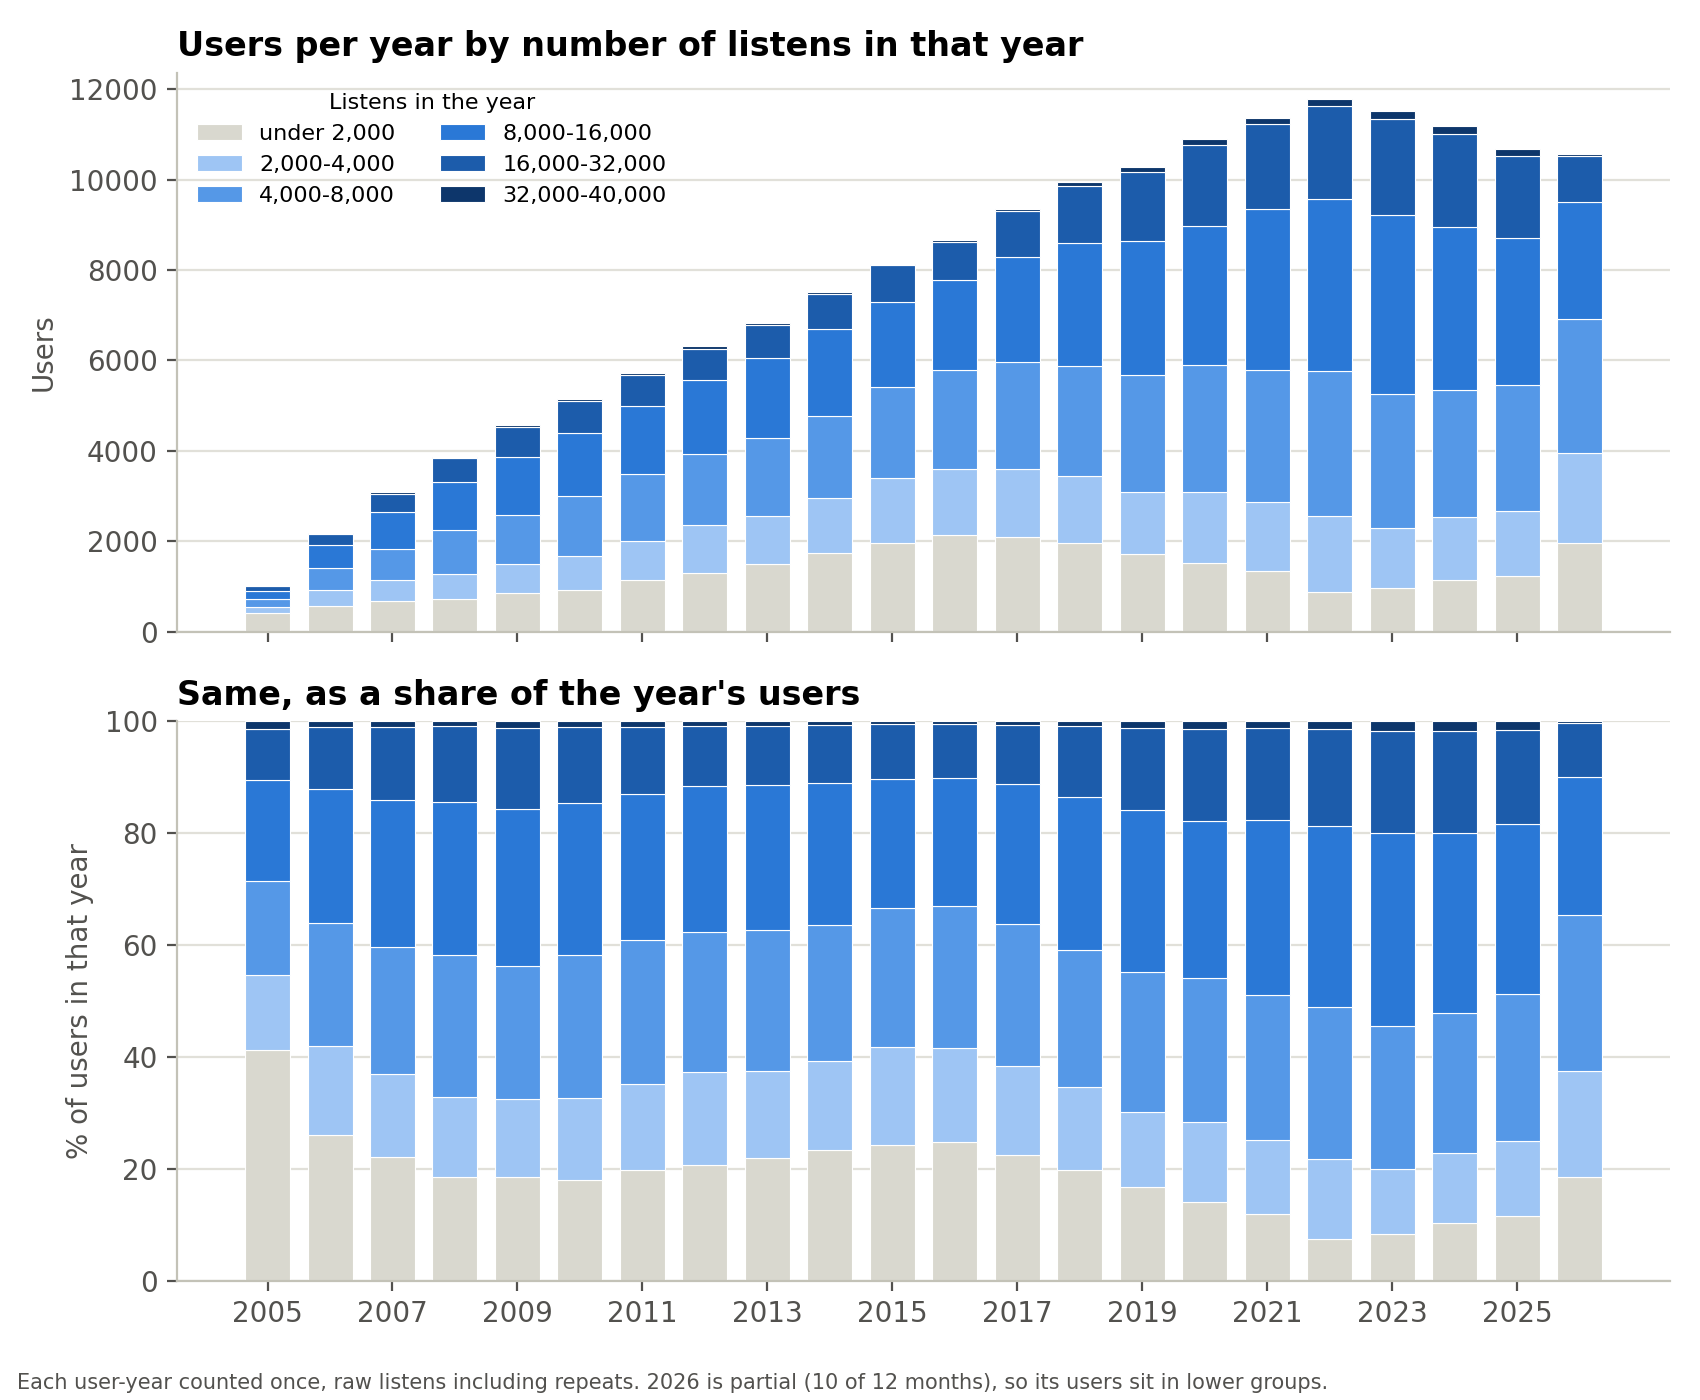 Users per year by number of listens in that year
12000
10000
8000
6000
4000
2000
0
Users
Listens in the year
under 2,000
2,000-4,000
4,000-8,000
8,000-16,000
16,000-32,000
32,000-40,000
Same, as a share of the year's users
100
80
60
40
20
0
% of users in that year
2005 2007 2009 2011 2013 2015 2017 2019 2021 2023 2025
Each user-year counted once, raw listens including repeats. 2026 is partial (10 of 12 months), so its users sit in lower groups.